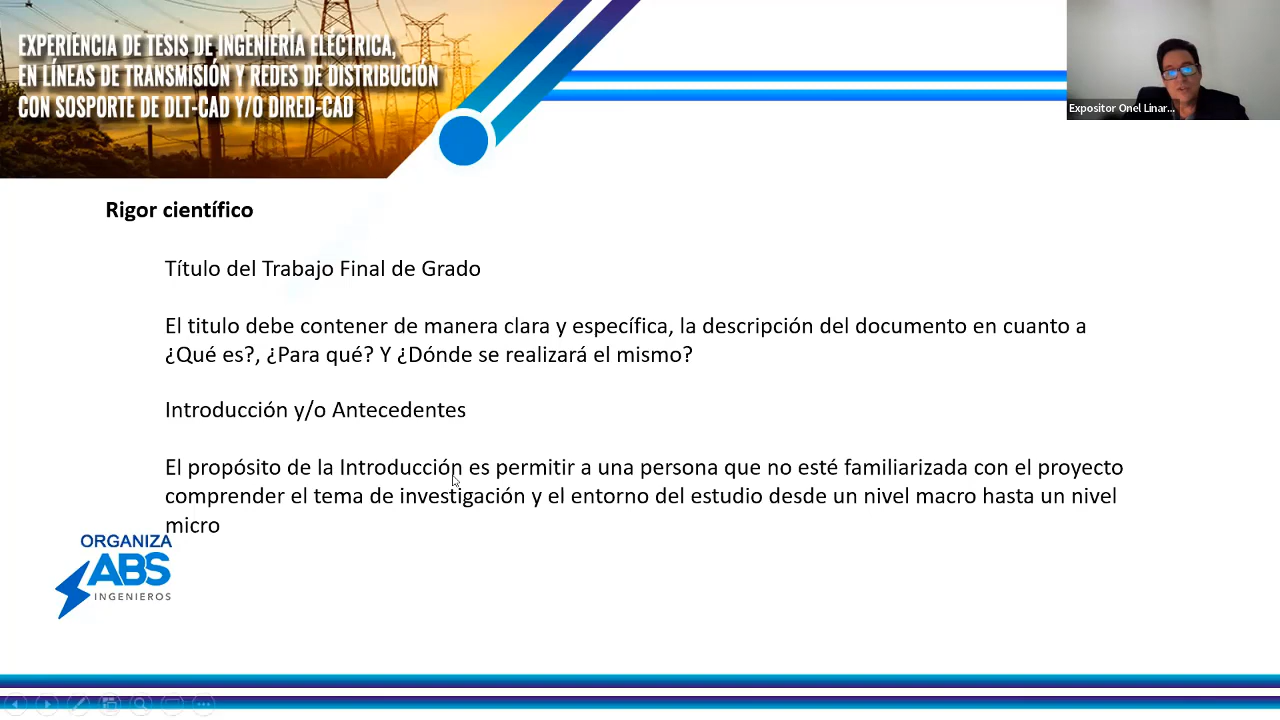 EXPERIENCIA DE TESIS DE INGENIERÍA ELÉCTRICA,
EN LÍNEAS DE TRANSMISIÓN Y REDES DE DISTRIBUCIÓN
CON SOSPORTE DE DLT-CAD Y/O DIRED-CAD
Expositor Onel Linar...
Rigor científico
Título del Trabajo Final de Grado
El titulo debe contener de manera clara y específica, la descripción del documento en cuanto a
¿Qué es?, ¿Para qué? Y ¿Dónde se realizará el mismo?
Introducción y/o Antecedentes
El propósito de la Introducción es permitir a una persona que no esté familiarizada con el proyecto
comprender el tema de investigación y el entorno del estudio desde un nivel macro hasta un nivel
micro
ORGANIZA
ABS
INGENIEROS